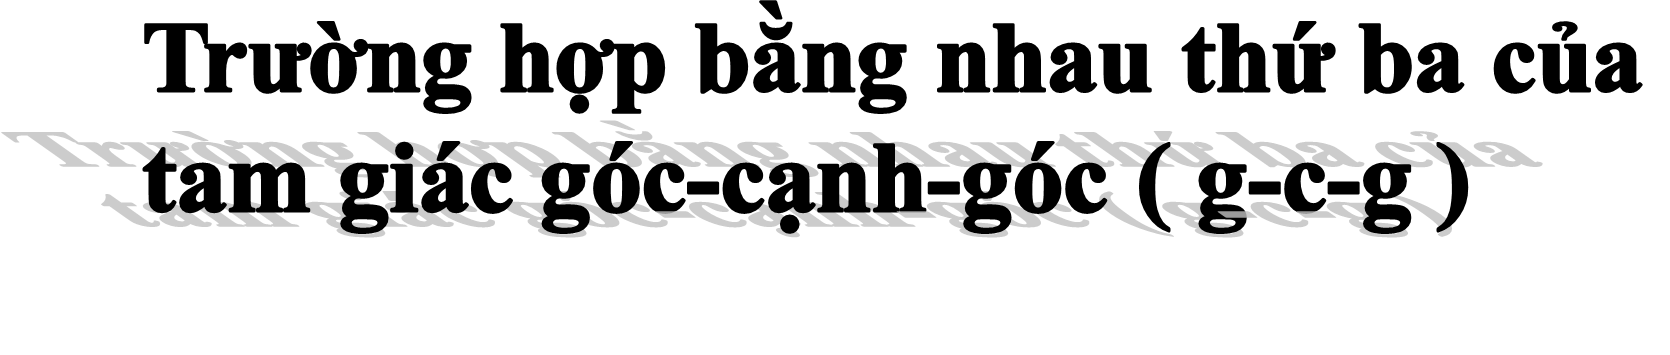 Trường hợp bằng nhau thứ ba của
tam giác góc-cạnh-góc ( g-c-g )